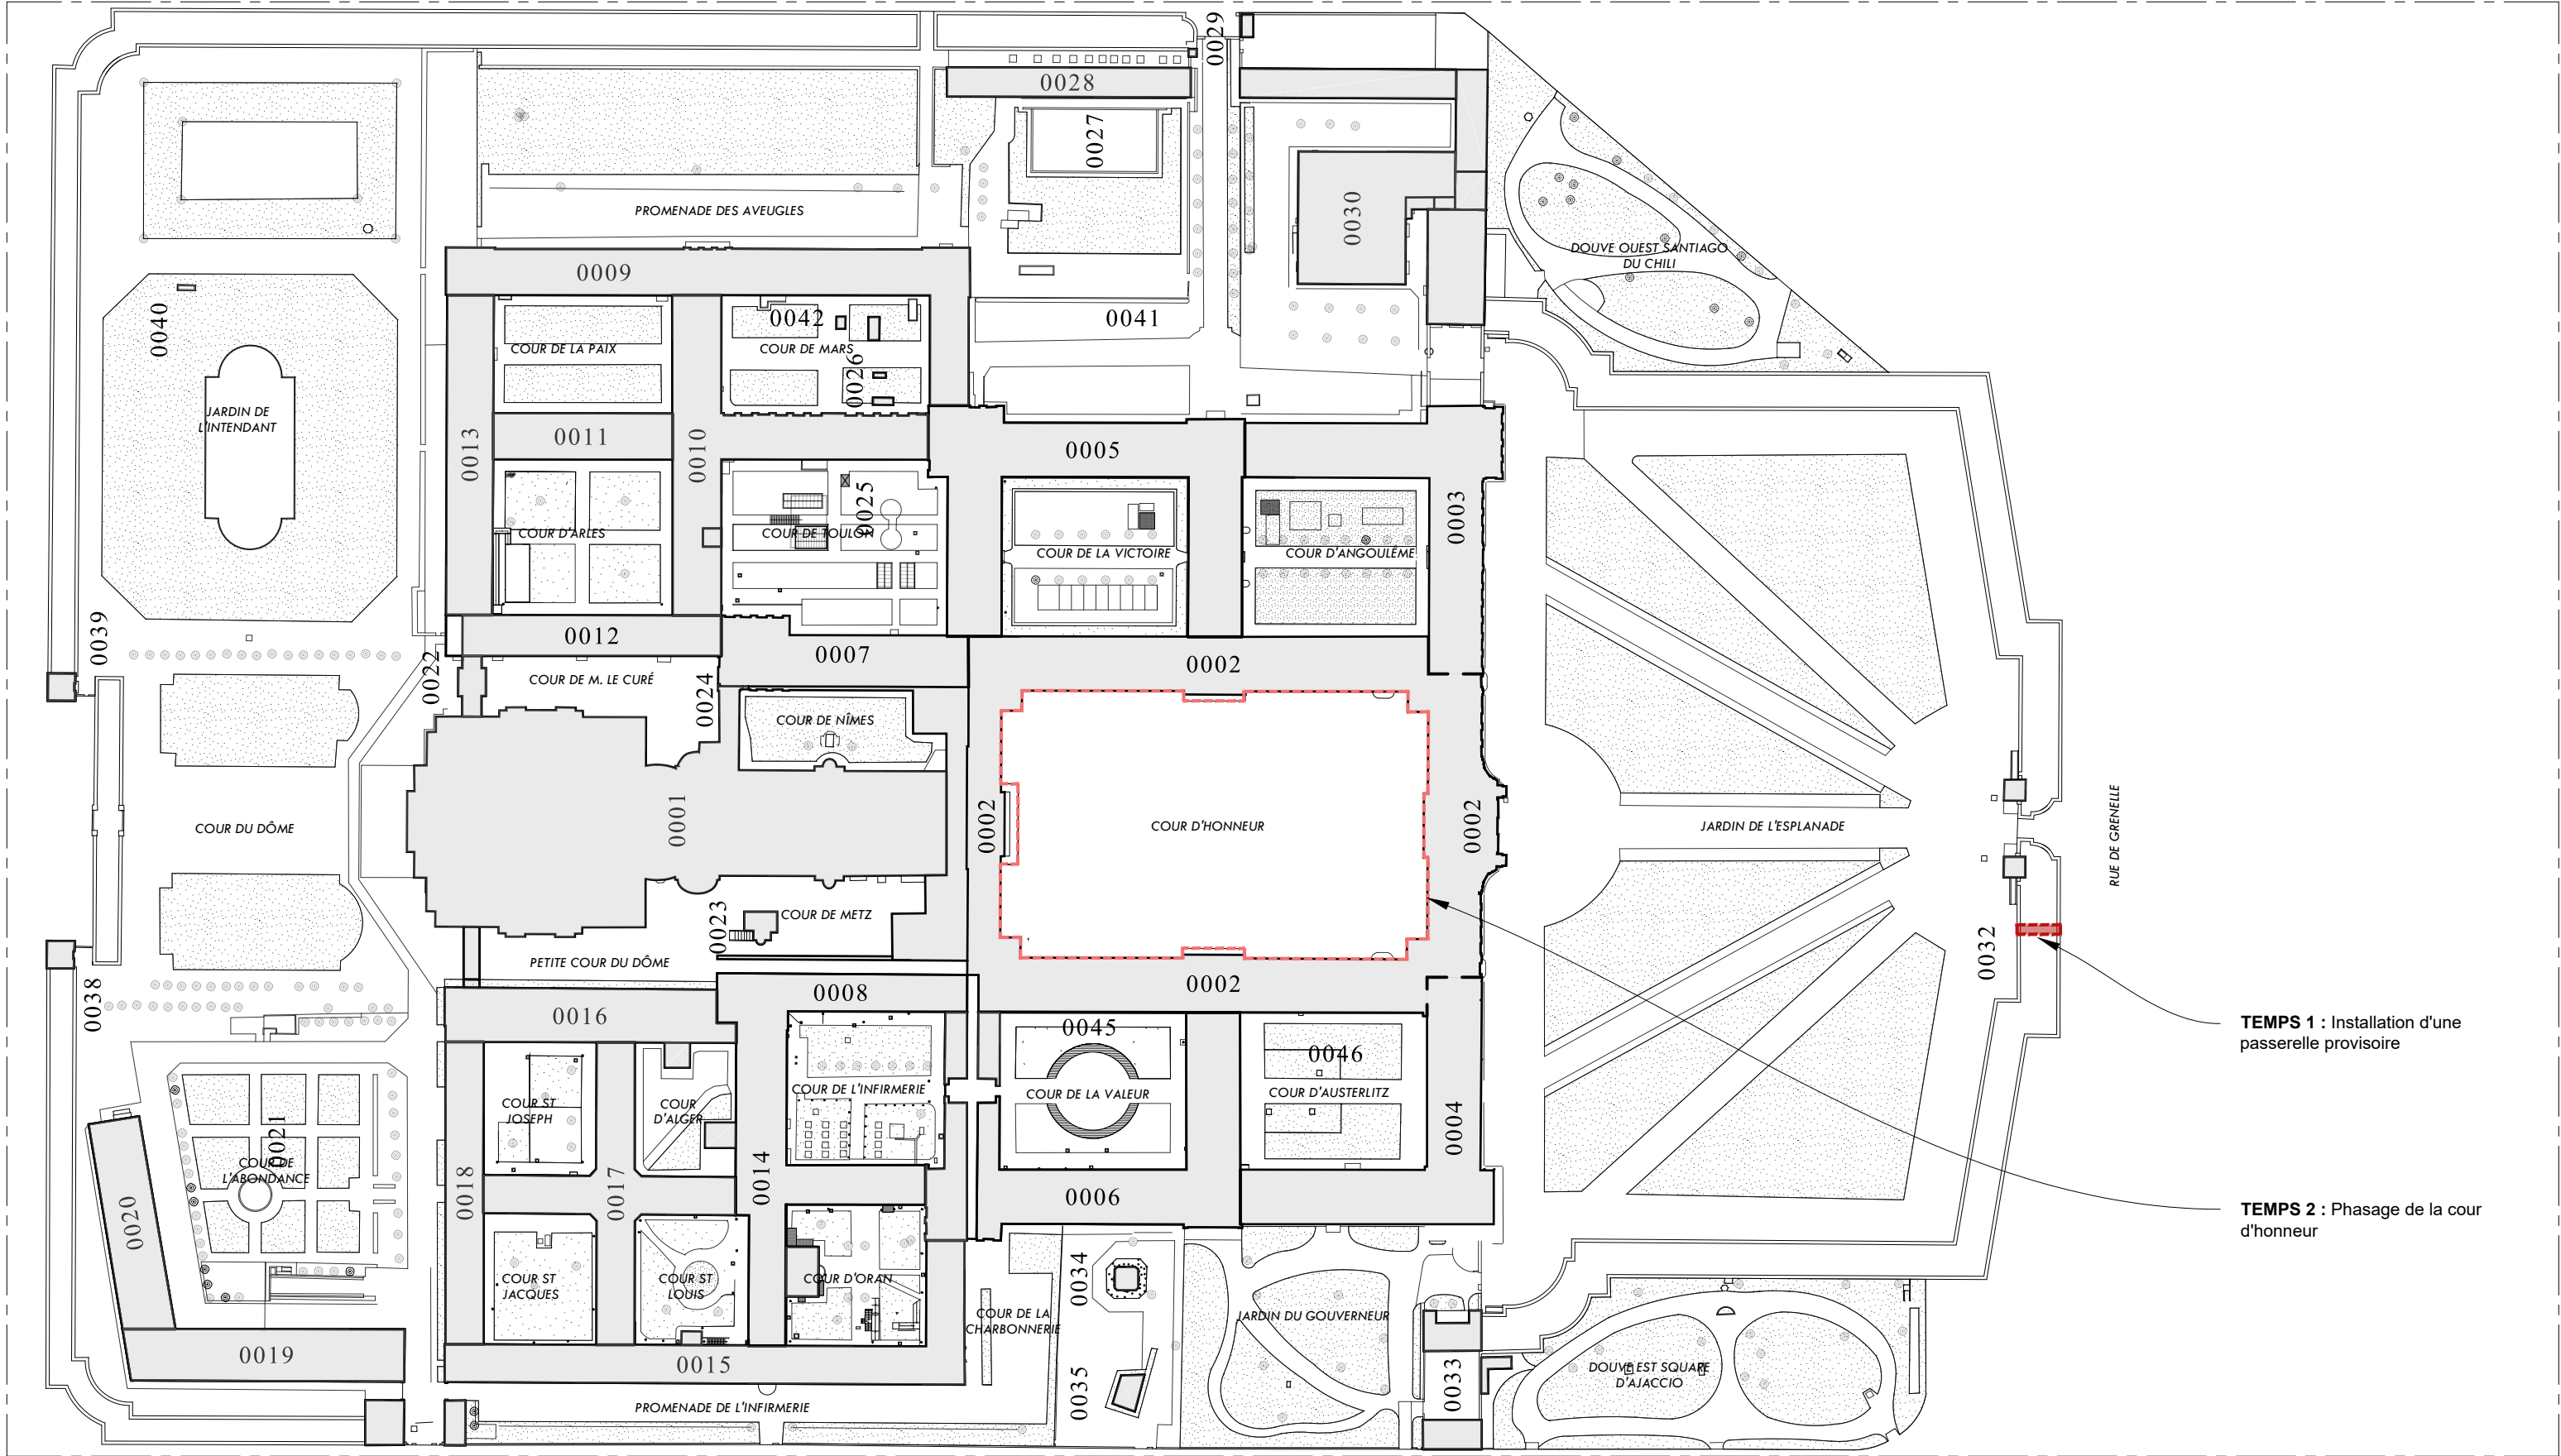 0029
0028
0027
PROMENADE DES AVEUGLES
0030
DOUVE OUEST SANTIAGO
DU CHILI
0009
0040
0042
0041
COUR DE LA PAIX
COUR DE MARS
0026
JARDIN DE
L'INTENDANT
0013
0011
0010
0005
0003
0025
COUR D'ARLES
COUR DE TOULON
COUR DE LA VICTOIRE
COUR D'ANGOULÊME
0039
0012
0007
0002
0022
COUR DE M. LE CURÉ
0024
COUR DE NÎMES
COUR DU DÔME
0001
0002
COUR D'HONNEUR
0002
JARDIN DE L'ESPLANADE
RUE DE GRENELLE
0023
COUR DE METZ
0032
PETITE COUR DU DÔME
0038
0008
0002
0016
TEMPS 1 : Installation d'une
passerelle provisoire
0045
0046
COUR DE L'INFIRMERIE
COUR DE LA VALEUR
COUR D'AUSTERLITZ
COUR ST
JOSEPH
COUR
D'ALGER
0004
0021
COUR DE
L'ABONDANCE
0018
0017
0014
0006
0020
TEMPS 2 : Phasage de la cour
d'honneur
COUR ST
JACQUES
COUR ST
LOUIS
COUR D'ORAN
0034
COUR DE LA
CHARBONNERIE
JARDIN DU GOUVERNEUR
0019
0015
0035
0033
DOUVE EST SQUARE
D'AJACCIO
PROMENADE DE L'INFIRMERIE